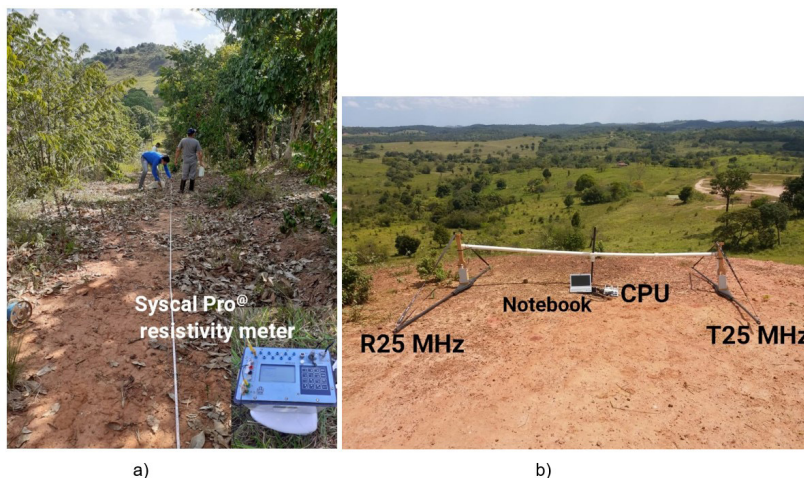 Syscal Pro@
resistivity meter
Notebook
CPU
R25 MHz
T25 MHz
a)
b)